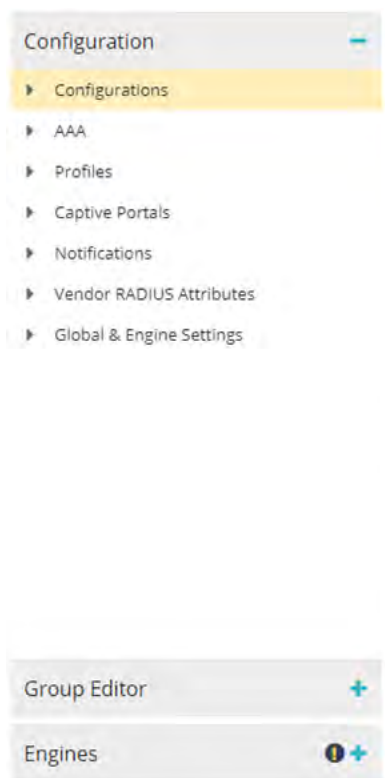 Configuration
Configurations
AAA
Profiles
Captive Portals
Notifications
Vendor RADIUS Attributes
Global & Engine Settings
Group Editor
Engines